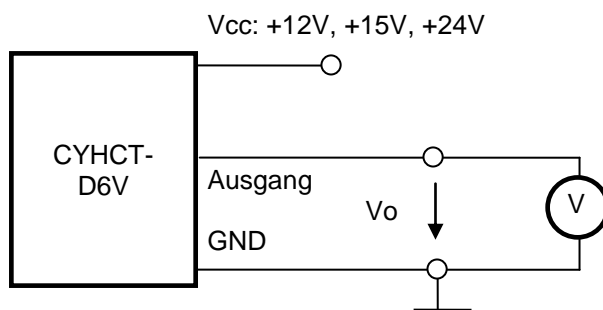 Vcc: +12V, +15V, +24V
CYHCT-
D6V
Ausgang
Vo
V
GND